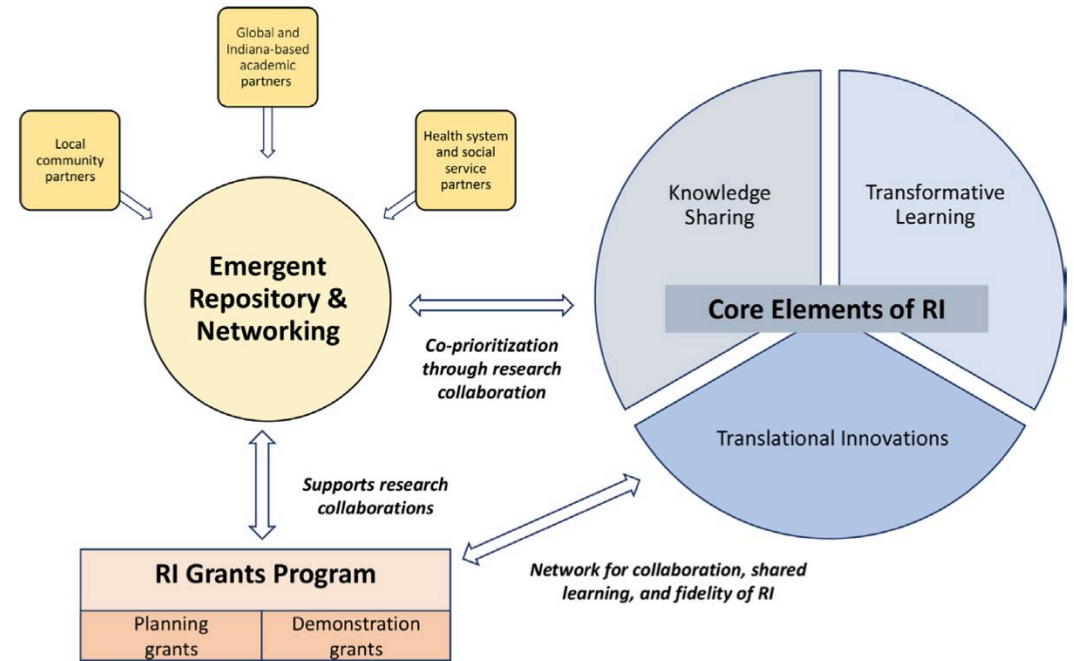 Global and
Indiana-based
academic
partners
Local
community
partners
Health system
and social
service
partners
Emergent
Repository &
Networking
Knowledge
Sharing
Transformative
Learning
Core Elements of RI
Co-prioritization
through research
collaboration
Translational Innovations
Supports research
collaborations
RI Grants Program
Planning
grants
Demonstration
grants
Network for collaboration, shared
learning, and fidelity of RI